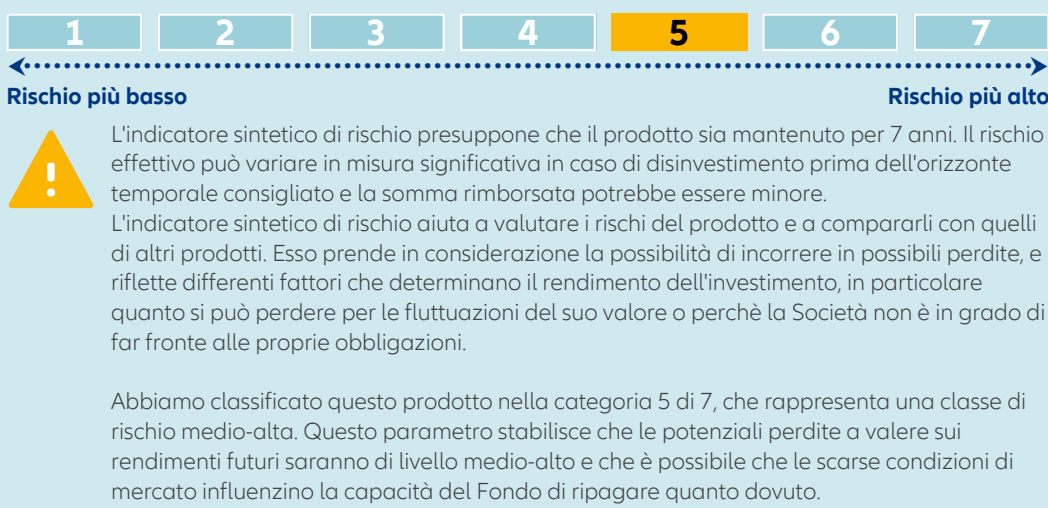 1 2 3 4 5 6 7
Rischio più basso Rischio più alto
L'indicatore sintetico di rischio presuppone che il prodotto sia mantenuto per 7 anni. Il rischio
effettivo può variare in misura significativa in caso di disinvestimento prima dell'orizzonte
temporale consigliato e la somma rimborsata potrebbe essere minore.
L'indicatore sintetico di rischio aiuta a valutare i rischi del prodotto e a compararli con quelli
di altri prodotti. Esso prende in considerazione la possibilità di incorrere in possibili perdite, e
riflette differenti fattori che determinano il rendimento dell'investimento, in particolare
quanto si può perdere per le fluttuazioni del suo valore o perchè la Società non è in grado di
far fronte alle proprie obbligazioni.
Abbiamo classificato questo prodotto nella categoria 5 di 7, che rappresenta una classe di
rischio medio-alta. Questo parametro stabilisce che le potenziali perdite a valere sui
rendimenti futuri saranno di livello medio-alto e che è possibile che le scarse condizioni di
mercato influenzino la capacità del Fondo di ripagare quanto dovuto.